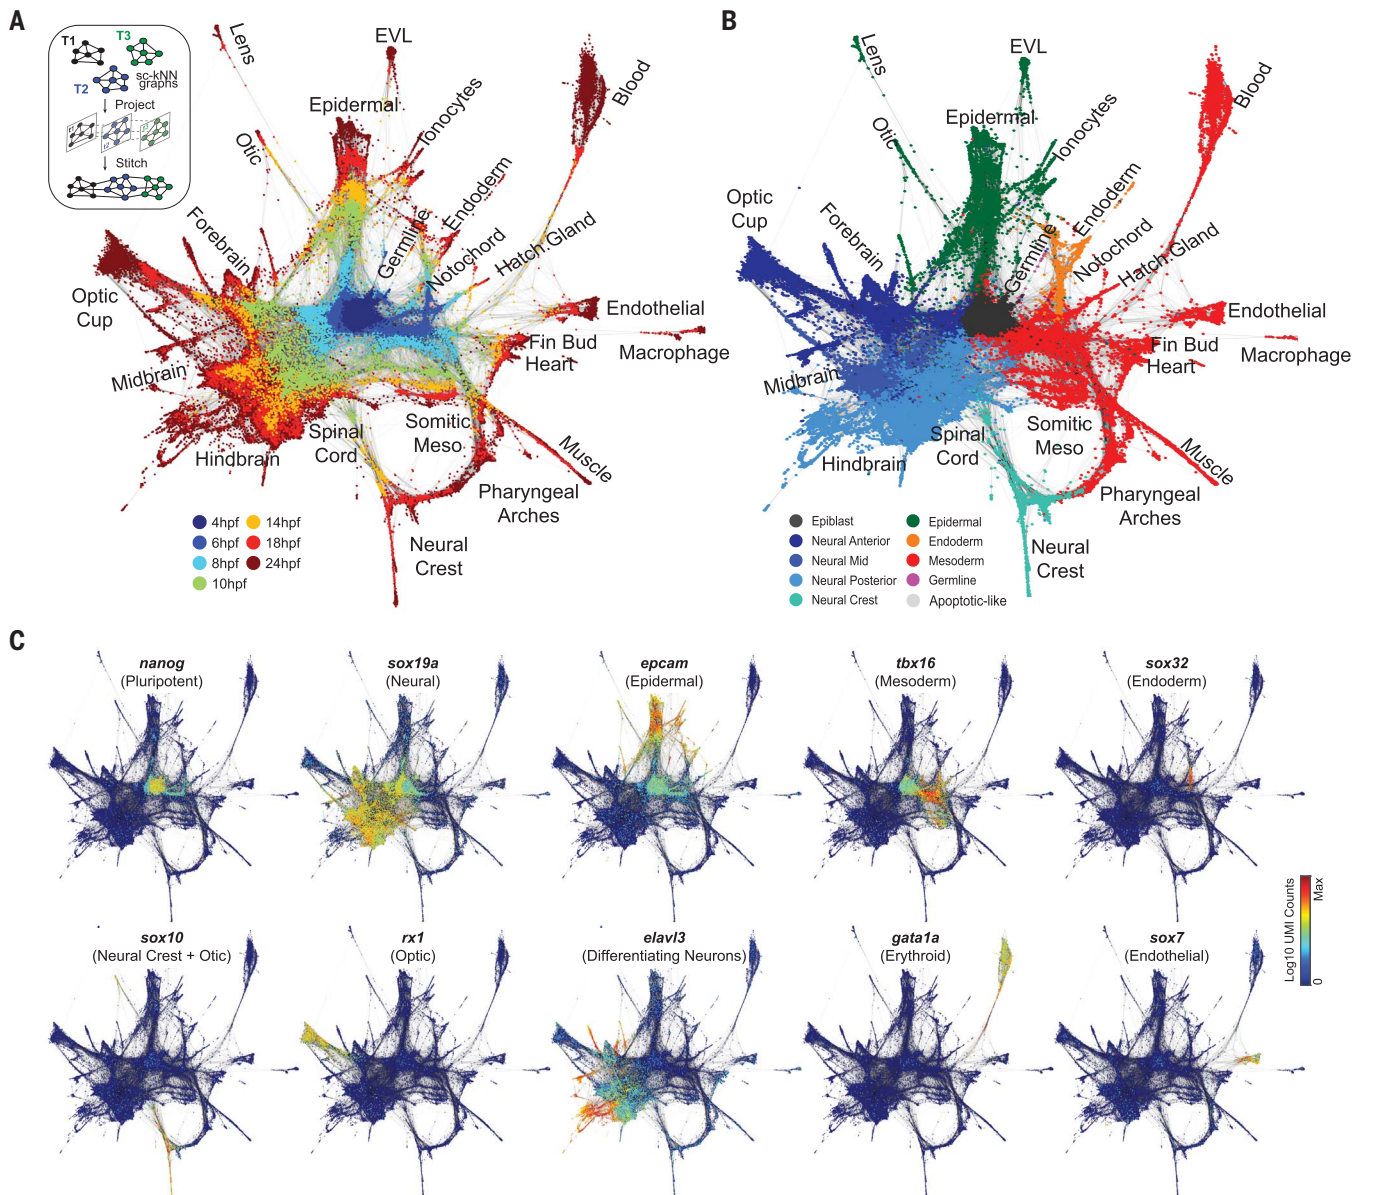 A
T1
T3
T2
sc-kNN
graphs
Project
t1
t2
t3
Stitch
Lens
EVL
Epidermal
Ionocytes
Blood
Otic
Forebrain
Germline
Endoderm
Notochord
Hatch.Gland
Optic
Cup
Endothelial
Macrophage
Fin Bud
Heart
Midbrain
Hindbrain
Spinal
Cord
Somitic
Meso
Muscle
Pharyngeal
Arches
Neural
Crest
4hpf
14hpf
6hpf
18hpf
8hpf
24hpf
10hpf
B
Lens
EVL
Epidermal
Ionocytes
Blood
Otic
Optic
Cup
Forebrain
Germline
Endoderm
Notochord
Hatch.Gland
Endothelial
Macrophage
Fin Bud
Heart
Midbrain
Hindbrain
Spinal
Cord
Somitic
Meso
Muscle
Pharyngeal
Arches
Neural
Crest
Epiblast
Epidermal
Neural Anterior
Endoderm
Neural Mid
Mesoderm
Neural Posterior
Germline
Neural Crest
Apoptotic-like
C
nanog
(Pluripotent)
sox19a
(Neural)
epcam
(Epidermal)
tbx16
(Mesoderm)
sox32
(Endoderm)
sox10
(Neural Crest + Otic)
rx1
(Optic)
elavl3
(Differentiating Neurons)
gata1a
(Erythroid)
sox7
(Endothelial)
Log10 UMI Counts
Max
0